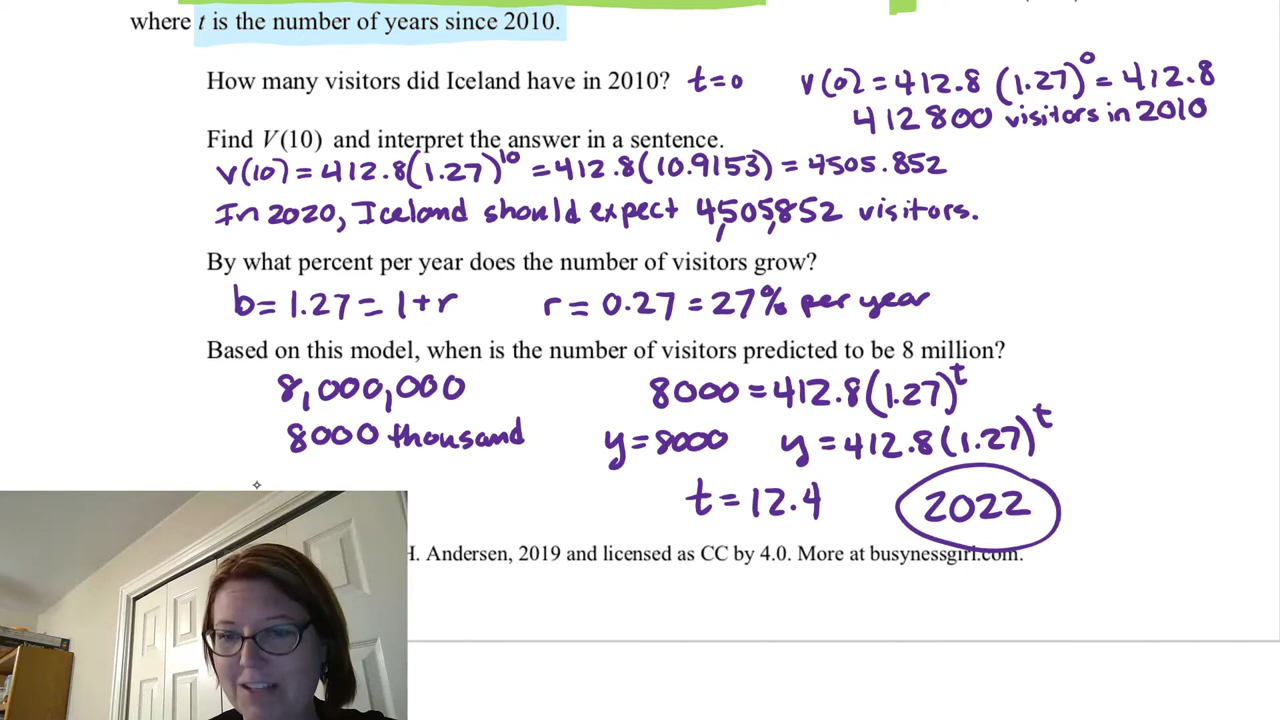 where t is the number of years since 2010.
How many visitors did Iceland have in 2010? t=0 v(0)=412.8 (1.27)^0=412.8
412800 visitors in 2010
Find V(10) and interpret the answer in a sentence.
v(10)=412.8(1.27)^10=412.8(10.9153)=4505.852
In 2020, Iceland should expect 4,505,852 visitors.
By what percent per year does the number of visitors grow?
b=1.27=1+r r=0.27=27% per year
Based on this model, when is the number of visitors predicted to be 8 million?
8,000,000 8000=412.8(1.27)^t
8000 thousand y=8000 y=412.8(1.27)^t
t=12.4 2022
H. Andersen, 2019 and licensed as CC by 4.0. More at busynessgirl.com.